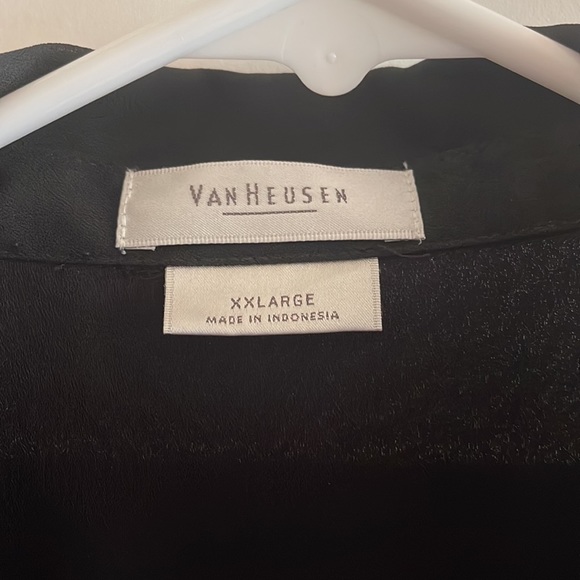 VAN HEUSEN
XXLARGE
MADE IN INDONESIA